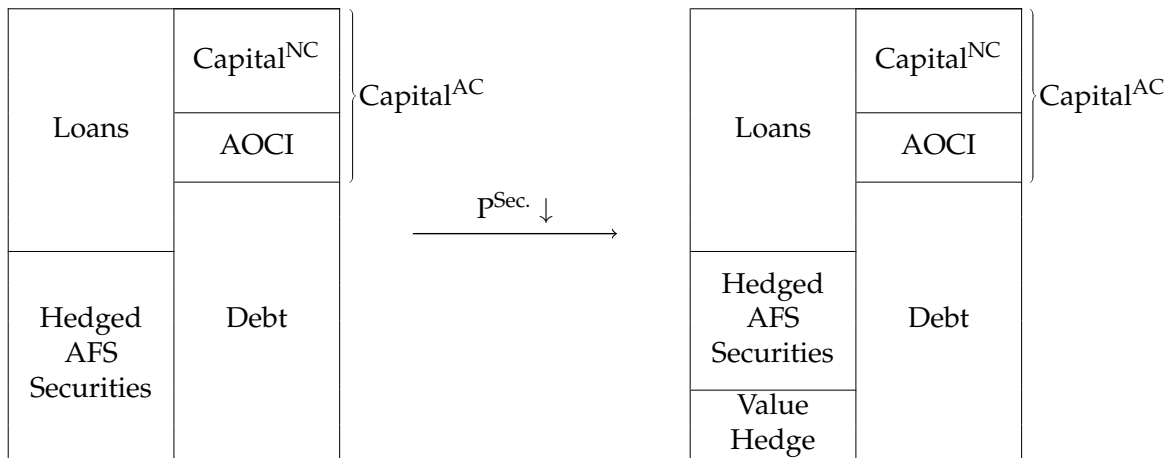 Loans
Capital^NC
AOCI
Capital^AC
Hedged
AFS
Securities
Debt
P^Sec. ↓
Loans
Capital^NC
AOCI
Capital^AC
Hedged
AFS
Securities
Debt
Value
Hedge